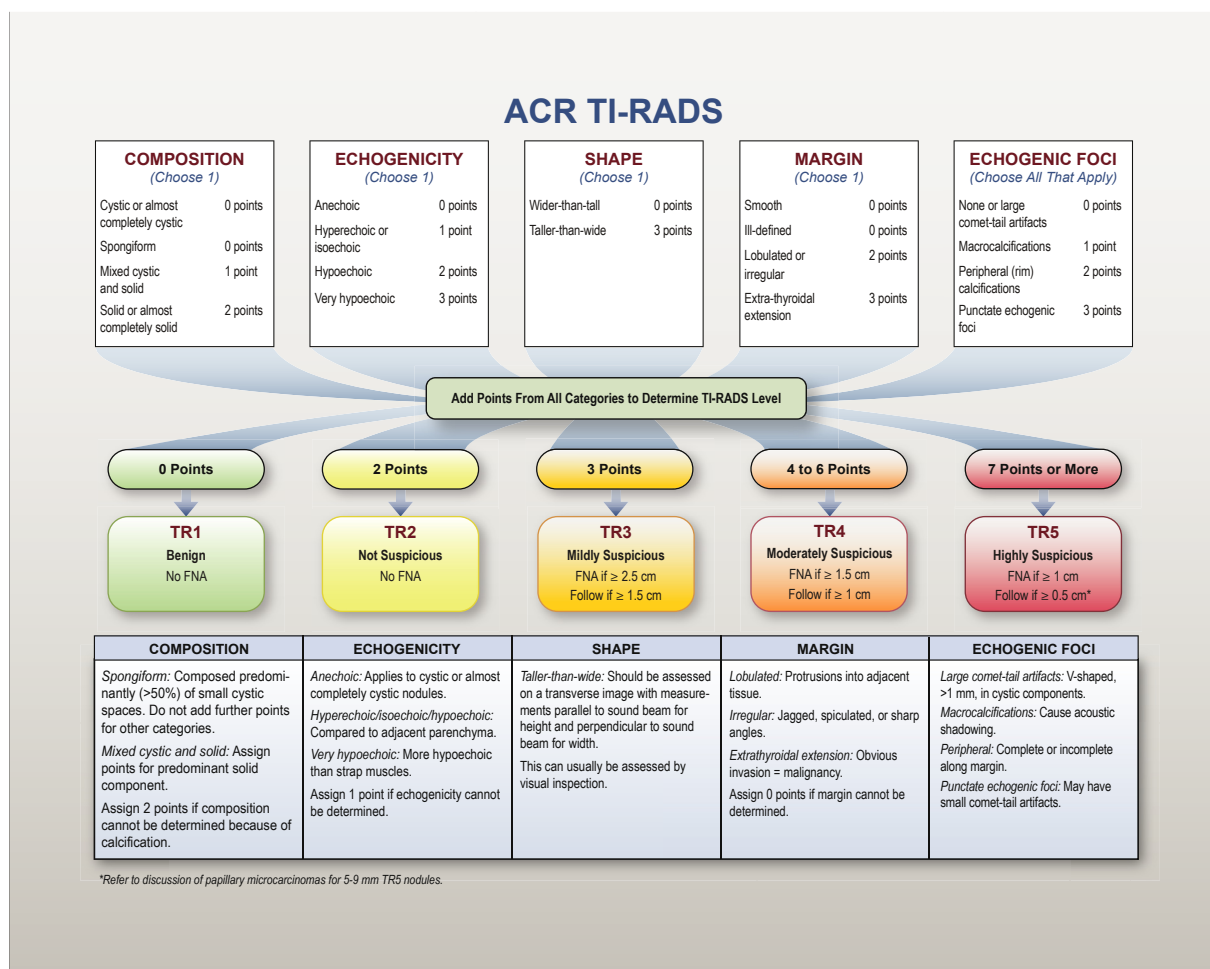 ACR TI-RADS
COMPOSITION
(Choose 1)
Cystic or almost 0 points
completely cystic
Spongiform 0 points
Mixed cystic 1 point
and solid
Solid or almost 2 points
completely solid
ECHOGENICITY
(Choose 1)
Anechoic 0 points
Hyperechoic or 1 point
isoechoic
Hypoechoic 2 points
Very hypoechoic 3 points
SHAPE
(Choose 1)
Wider-than-tall 0 points
Taller-than-wide 3 points
MARGIN
(Choose 1)
Smooth 0 points
Ill-defined 0 points
Lobulated or 2 points
irregular
Extra-thyroidal 3 points
extension
ECHOGENIC FOCI
(Choose All That Apply)
None or large 0 points
comet-tail artifacts
Macrocalcifications 1 point
Peripheral (rim) 2 points
calcifications
Punctate echogenic 3 points
foci
Add Points From All Categories to Determine TI-RADS Level
0 Points
2 Points
3 Points
4 to 6 Points
7 Points or More
TR1
Benign
No FNA
TR2
Not Suspicious
No FNA
TR3
Mildly Suspicious
FNA if ≥ 2.5 cm
Follow if ≥ 1.5 cm
TR4
Moderately Suspicious
FNA if ≥ 1.5 cm
Follow if ≥ 1 cm
TR5
Highly Suspicious
FNA if ≥ 1 cm
Follow if ≥ 0.5 cm*
COMPOSITION
Spongiform: Composed predomi-
nantly (>50%) of small cystic
spaces. Do not add further points
for other categories.
Mixed cystic and solid: Assign
points for predominant solid
component.
Assign 2 points if composition
cannot be determined because of
calcification.
ECHOGENICITY
Anechoic: Applies to cystic or almost
completely cystic nodules.
Hyperechoic/isoechoic/hypoechoic:
Compared to adjacent parenchyma.
Very hypoechoic: More hypoechoic
than strap muscles.
Assign 1 point if echogenicity cannot
be determined.
SHAPE
Taller-than-wide: Should be assessed
on a transverse image with measure-
ments parallel to sound beam for
height and perpendicular to sound
beam for width.
This can usually be assessed by
visual inspection.
MARGIN
Lobulated: Protrusions into adjacent
tissue.
Irregular: Jagged, spiculated, or sharp
angles.
Extrathyroidal extension: Obvious
invasion = malignancy.
Assign 0 points if margin cannot be
determined.
ECHOGENIC FOCI
Large comet-tail artifacts: V-shaped,
>1 mm, in cystic components.
Macrocalcifications: Cause acoustic
shadowing.
Peripheral: Complete or incomplete
along margin.
Punctate echogenic foci: May have
small comet-tail artifacts.
*Refer to discussion of papillary microcarcinomas for 5-9 mm TR5 nodules.